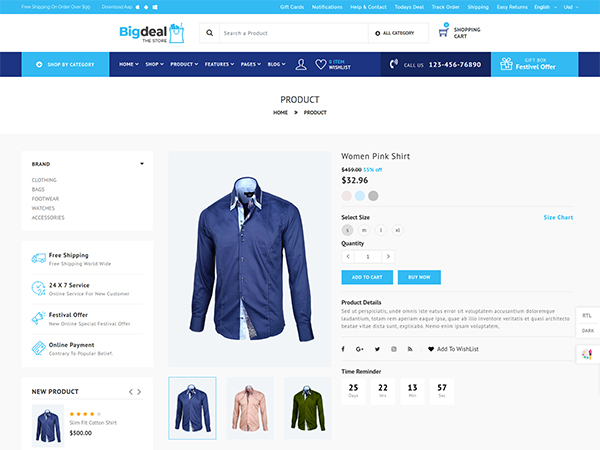 Free Shipping On Order Over $99 Download App Gift Cards Notifications Help & Contact Todays Deal Track Order Shipping Easy Returns English Usd
Bigdeal
THE STORE
Search a Product
ALL CATEGORY
0
SHOPPING
CART
SHOP BY CATEGORY
HOME SHOP PRODUCT FEATURES PAGES BLOG
0 ITEM
WISHLIST
CALL US 123-456-76890
GIFT BOX
Festivel Offer
PRODUCT
HOME » PRODUCT
BRAND
CLOTHING
BAGS
FOOTWEAR
WATCHES
ACCESSORIES
Free Shipping
Free Shipping World Wide
24 X 7 Service
Online Service For New Customer
Festival Offer
New Online Special Festival Offer
Online Payment
Contrary To Popular Belief.
NEW PRODUCT
Slim Fit Cotton Shirt
$500.00
Women Pink Shirt
$459.00 15% off
$32.96
Select Size Size Chart
s m l xl
Quantity
< 1 >
ADD TO CART BUY NOW
Product Details
Sed ut perspiciatis, unde omnis iste natus error sit voluptatem accusantium doloremque
laudantium, totam rem aperiam eaque ipsa, quae ab illo inventore veritatis et quasi architecto
beatae vitae dicta sunt, explicabo. Nemo enim ipsam voluptatem,
Add To WishList
Time Reminder
25 22 13 57
Days Hrs Min Sec
RTL
DARK